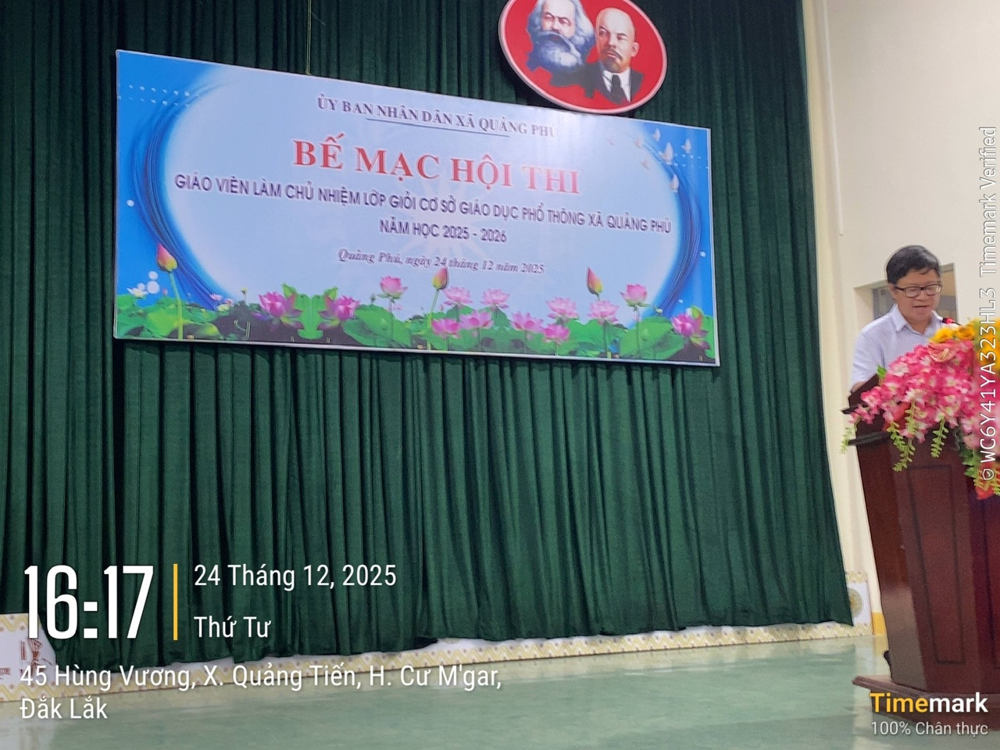 ỦY BAN NHÂN DÂN XÃ QUẢNG PHÚ
BẾ MẠC HỘI THI
GIÁO VIÊN LÀM CHỦ NHIỆM LỚP GIỎI CƠ SỞ GIÁO DỤC PHỔ THÔNG XÃ QUẢNG PHÚ
NĂM HỌC 2025 - 2026
Quảng Phú, ngày 24 tháng 12 năm 2025
16:17
24 Tháng 12, 2025
Thứ Tư
45 Hùng Vương, X. Quảng Tiến, H. Cư M'gar,
Đắk Lắk
Timemark
100% Chân thực
© WC6Y41YA323HL3 Timemark Verified